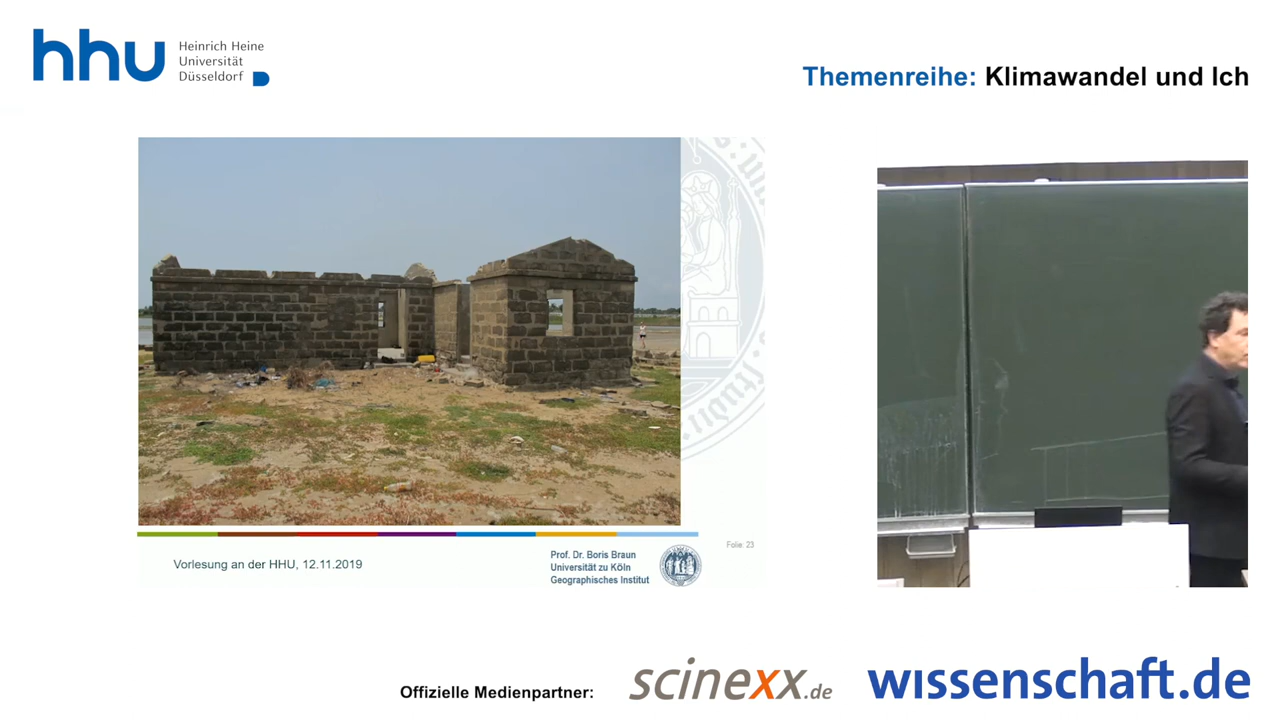 hhu
Heinrich Heine
Universität
Düsseldorf
Themenreihe: Klimawandel und Ich
Vorlesung an der HHU, 12.11.2019
Prof. Dr. Boris Braun
Universität zu Köln
Geographisches Institut
Folie: 23
Offizielle Medienpartner:
scinexx.de
wissenschaft.de